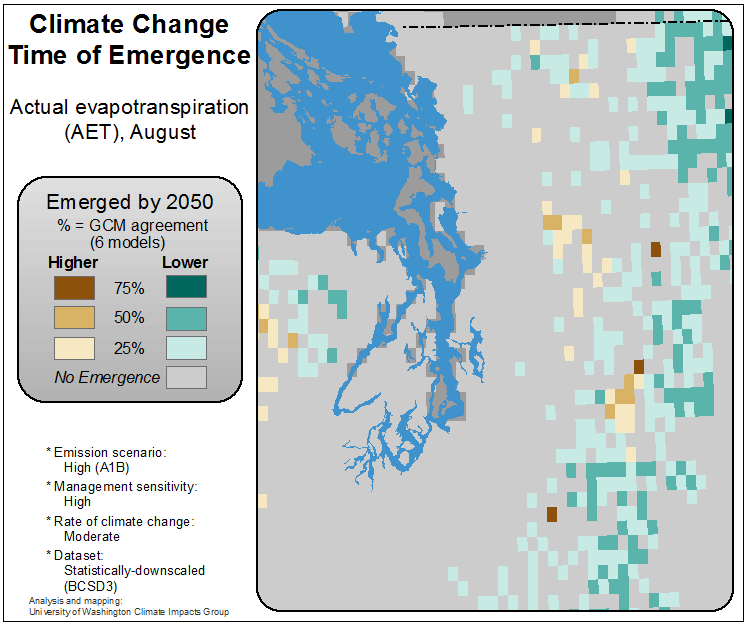 Climate Change
Time of Emergence
Actual evapotranspiration
(AET), August
Emerged by 2050
% = GCM agreement
(6 models)
Higher Lower
75%
50%
25%
No Emergence
* Emission scenario:
High (A1B)
* Management sensitivity:
High
* Rate of climate change:
Moderate
* Dataset:
Statistically-downscaled
(BCSD3)
Analysis and mapping:
University of Washington Climate Impacts Group